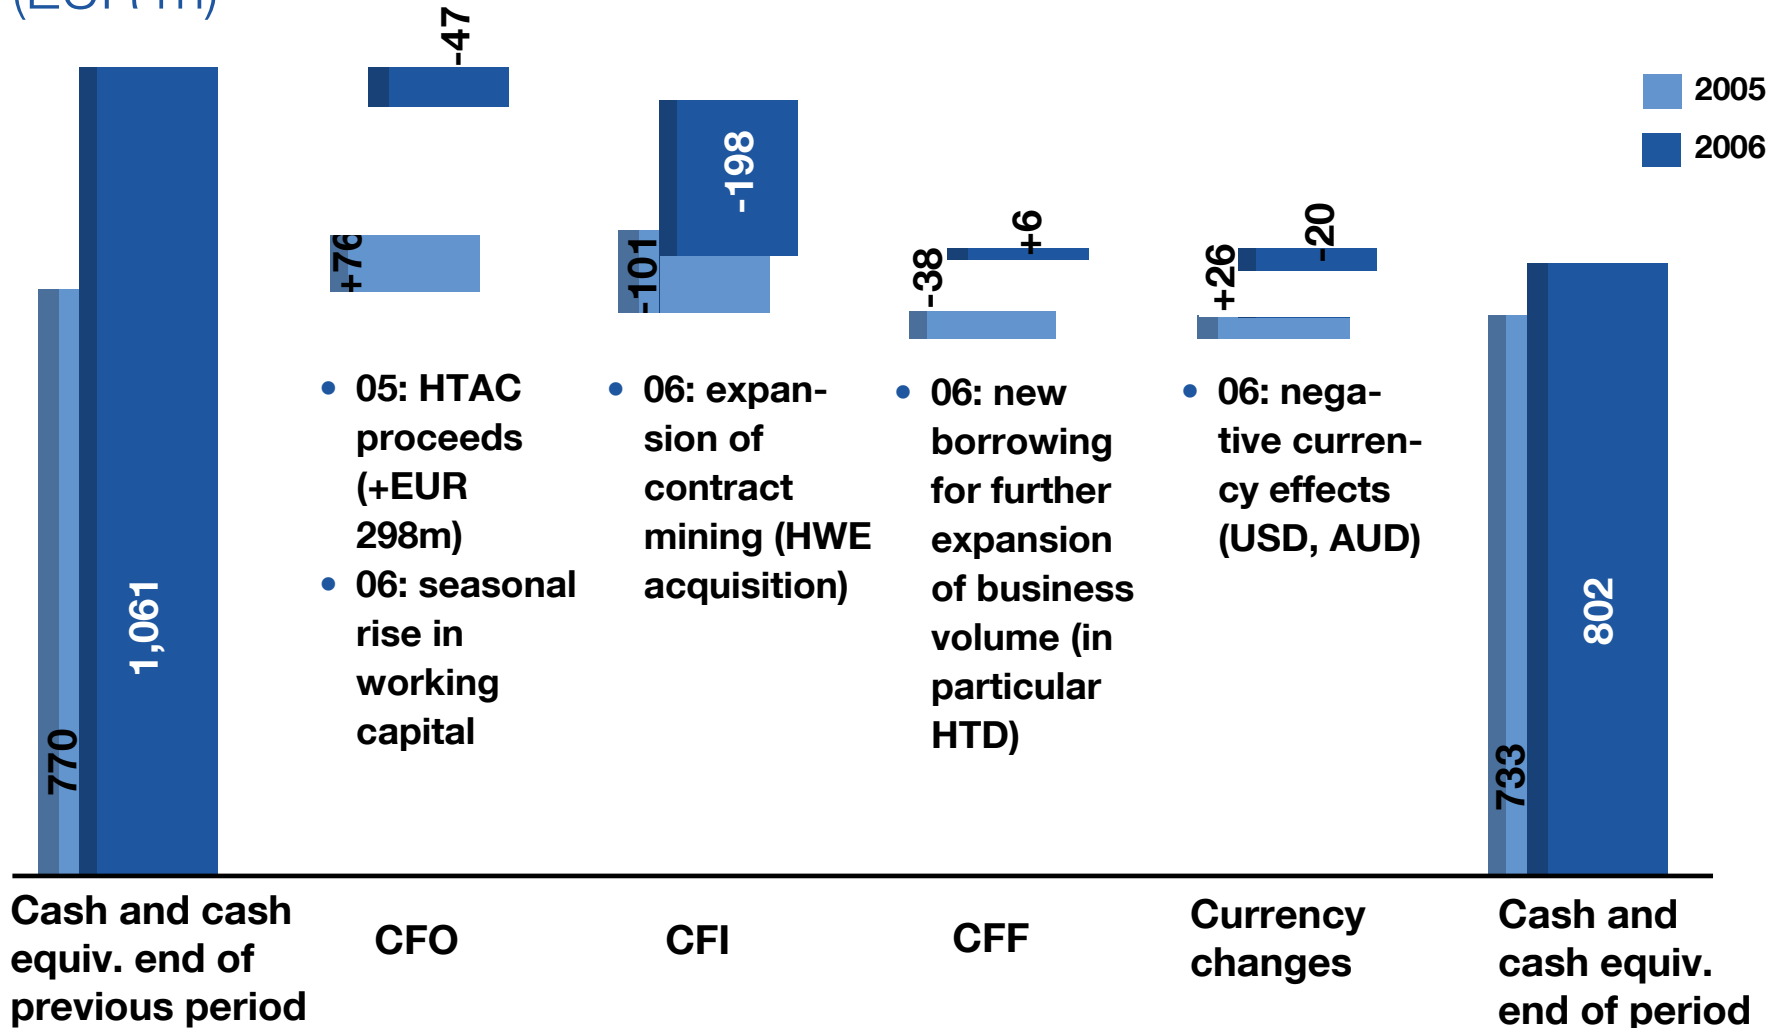 (EUR m)
-47
2005
2006
-198
+76
-101
-38
+6
+26
-20
1,061
770
802
733
• 05: HTAC
proceeds
(+EUR
298m)
• 06: seasonal
rise in
working
capital
• 06: expan-
sion of
contract
mining (HWE
acquisition)
• 06: new
borrowing
for further
expansion
of business
volume (in
particular
HTD)
• 06: nega-
tive curren-
cy effects
(USD, AUD)
Cash and cash
equiv. end of
previous period
CFO
CFI
CFF
Currency
changes
Cash and
cash equiv.
end of period